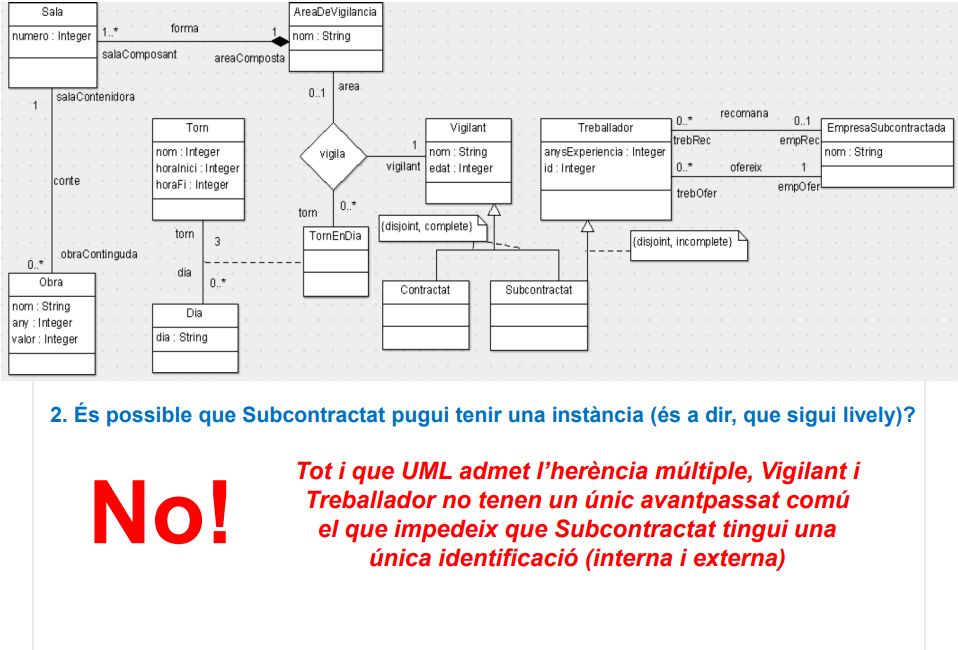 Sala
numero : Integer
1..*
forma
1
salaComposant
areaComposta
AreaDeVigilancia
nom : String
0..1
area
1
salaContenidora
conte
0..*
obraContinguda
Obra
nom : String
any : Integer
valor : Integer
Torn
nom : Integer
horaInici : Integer
horaFi : Integer
torn
3
dia
0..*
Dia
dia : String
vigila
1
vigilant
torn
0..*
TornEnDia
Vigilant
nom : String
edat : Integer
{disjoint, complete}
Contractat
Subcontractat
Treballador
anysExperiencia : Integer
id : Integer
{disjoint, incomplete}
0..*
recomana
0..1
trebRec
empRec
0..*
ofereix
1
trebOfer
empOfer
EmpresaSubcontractada
nom : String
2. És possible que Subcontractat pugui tenir una instància (és a dir, que sigui lively)?
No!
Tot i que UML admet l’herència múltiple, Vigilant i
Treballador no tenen un únic avantpassat comú
el que impedeix que Subcontractat tingui una
única identificació (interna i externa)